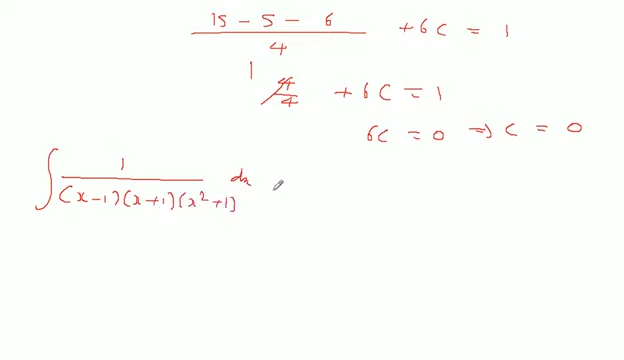 15 - 5 - 6 / 4 + 6C = 1
1
4/4 + 6C = 1
6C = 0 ⇒ C = 0
∫ 1 / (x-1)(x+1)(x²+1) dx